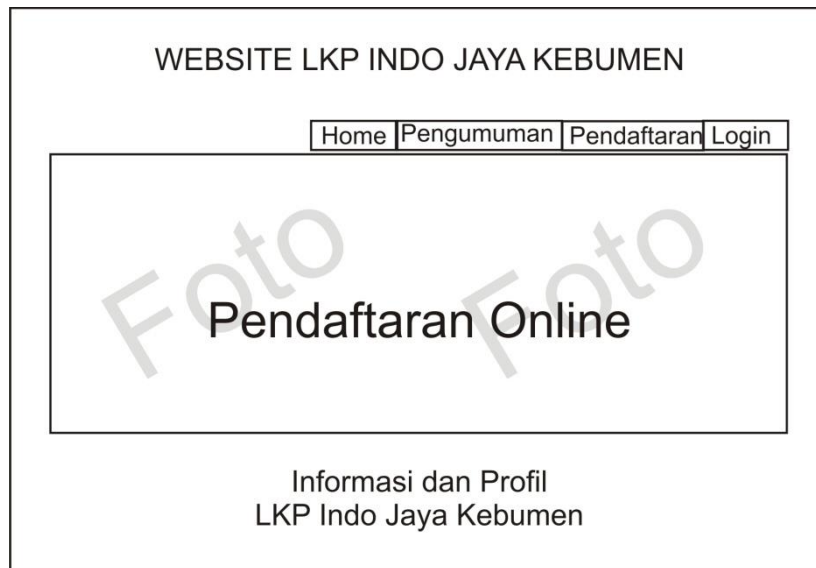 WEBSITE LKP INDO JAYA KEBUMEN
Home Pengumuman Pendaftaran Login
Foto Foto
Pendaftaran Online
Informasi dan Profil
LKP Indo Jaya Kebumen